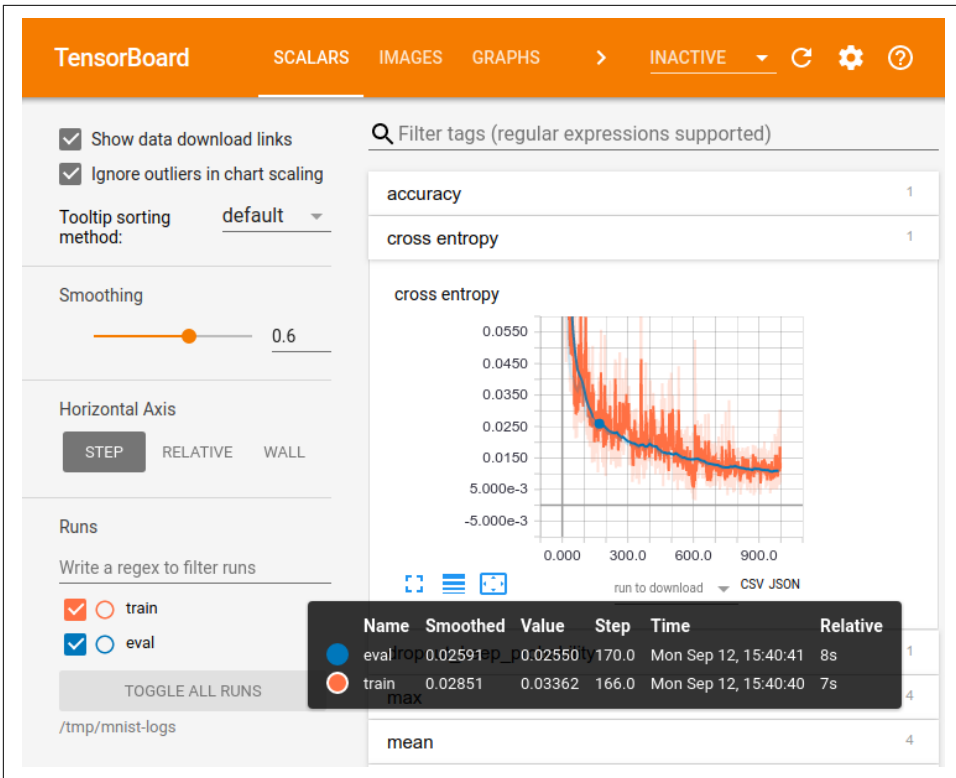 TensorBoard SCALARS IMAGES GRAPHS INACTIVE
Show data download links
Ignore outliers in chart scaling
Tooltip sorting method: default
Smoothing
0.6
Horizontal Axis
STEP RELATIVE WALL
Runs
Write a regex to filter runs
train
eval
TOGGLE ALL RUNS
/tmp/mnist-logs
Filter tags (regular expressions supported)
accuracy 1
cross entropy 1
cross entropy
0.0550
0.0450
0.0350
0.0250
0.0150
5.000e-3
-5.000e-3
0.000 300.0 600.0 900.0
run to download CSV JSON
Name Smoothed Value Step Time Relative
eval 0.02591 0.02550 170.0 Mon Sep 12, 15:40:41 8s
train 0.02851 0.03362 166.0 Mon Sep 12, 15:40:40 7s
1
max 4
mean 4